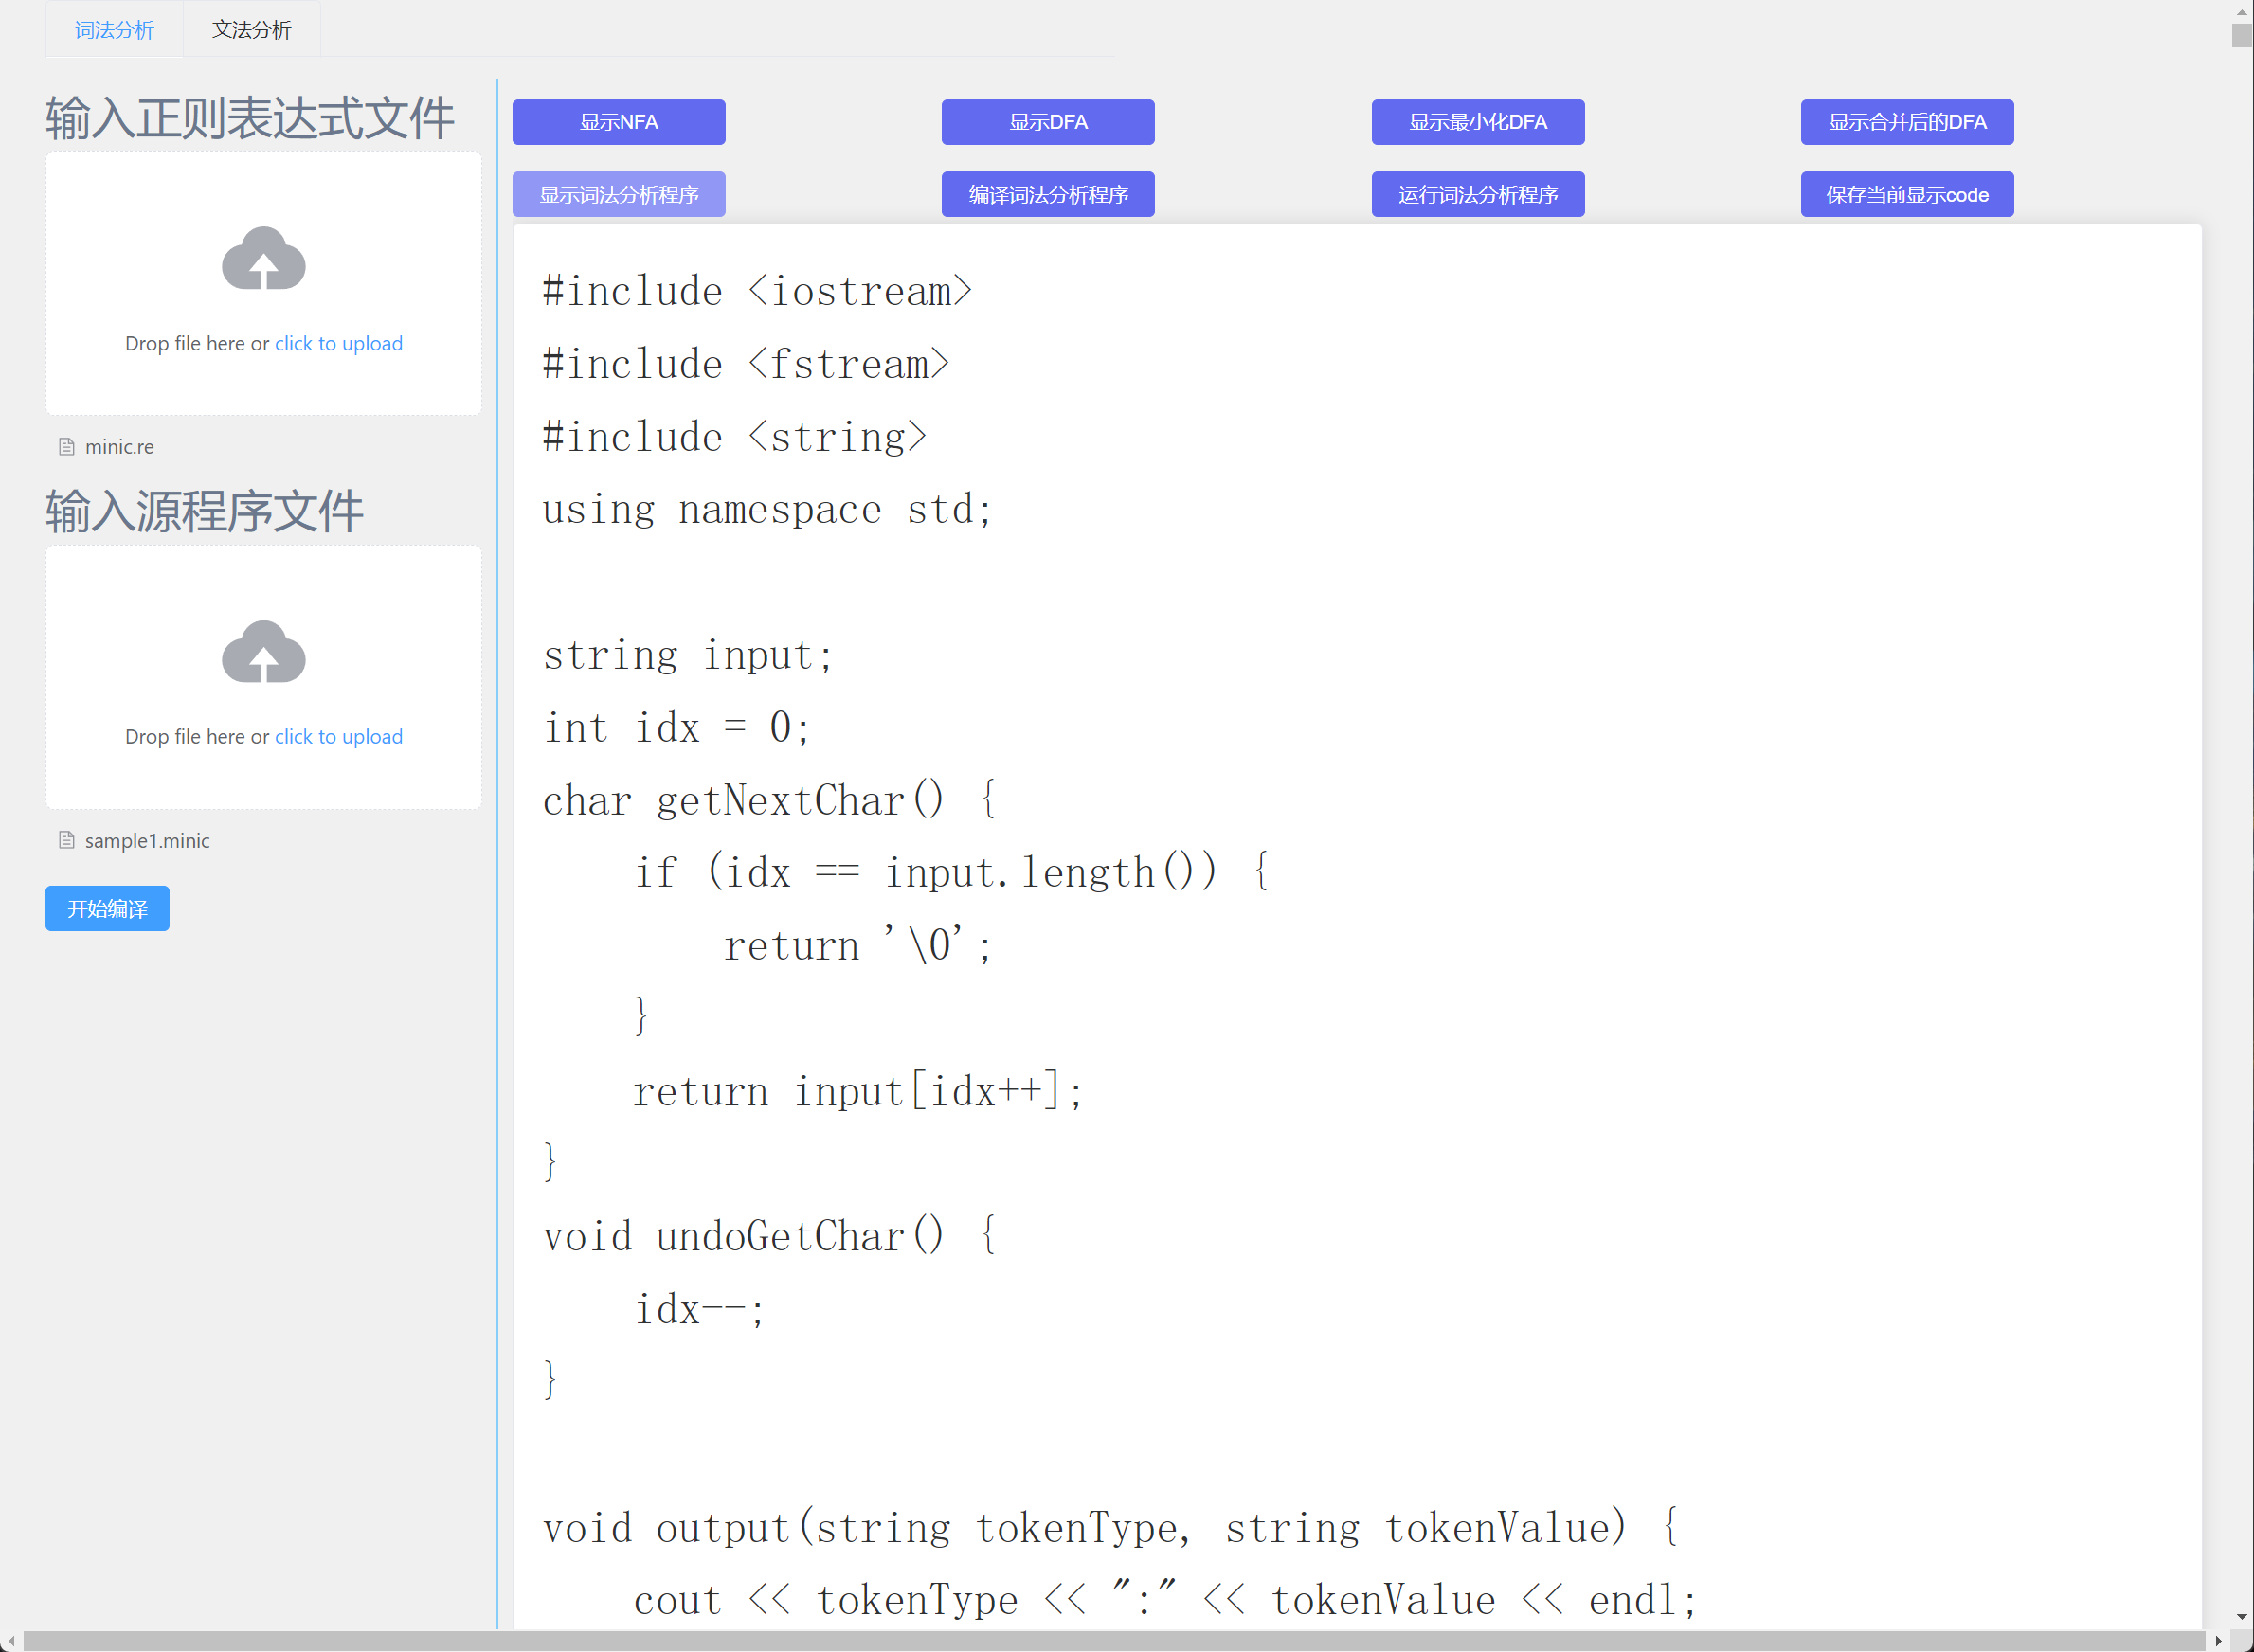 词法分析 文法分析
输入正则表达式文件
Drop file here or click to upload
minic.re
输入源程序文件
Drop file here or click to upload
sample1.minic
开始编译
显示NFA 显示DFA 显示最小化DFA 显示合并后的DFA
显示词法分析程序 编译词法分析程序 运行词法分析程序 保存当前显示code
#include <iostream>
#include <fstream>
#include <string>
using namespace std;
string input;
int idx = 0;
char getNextChar() {
    if (idx == input.length()) {
        return '\0';
    }
    return input[idx++];
}
void undoGetChar() {
    idx--;
}
void output(string tokenType, string tokenValue) {
    cout << tokenType << ":" << tokenValue << endl;